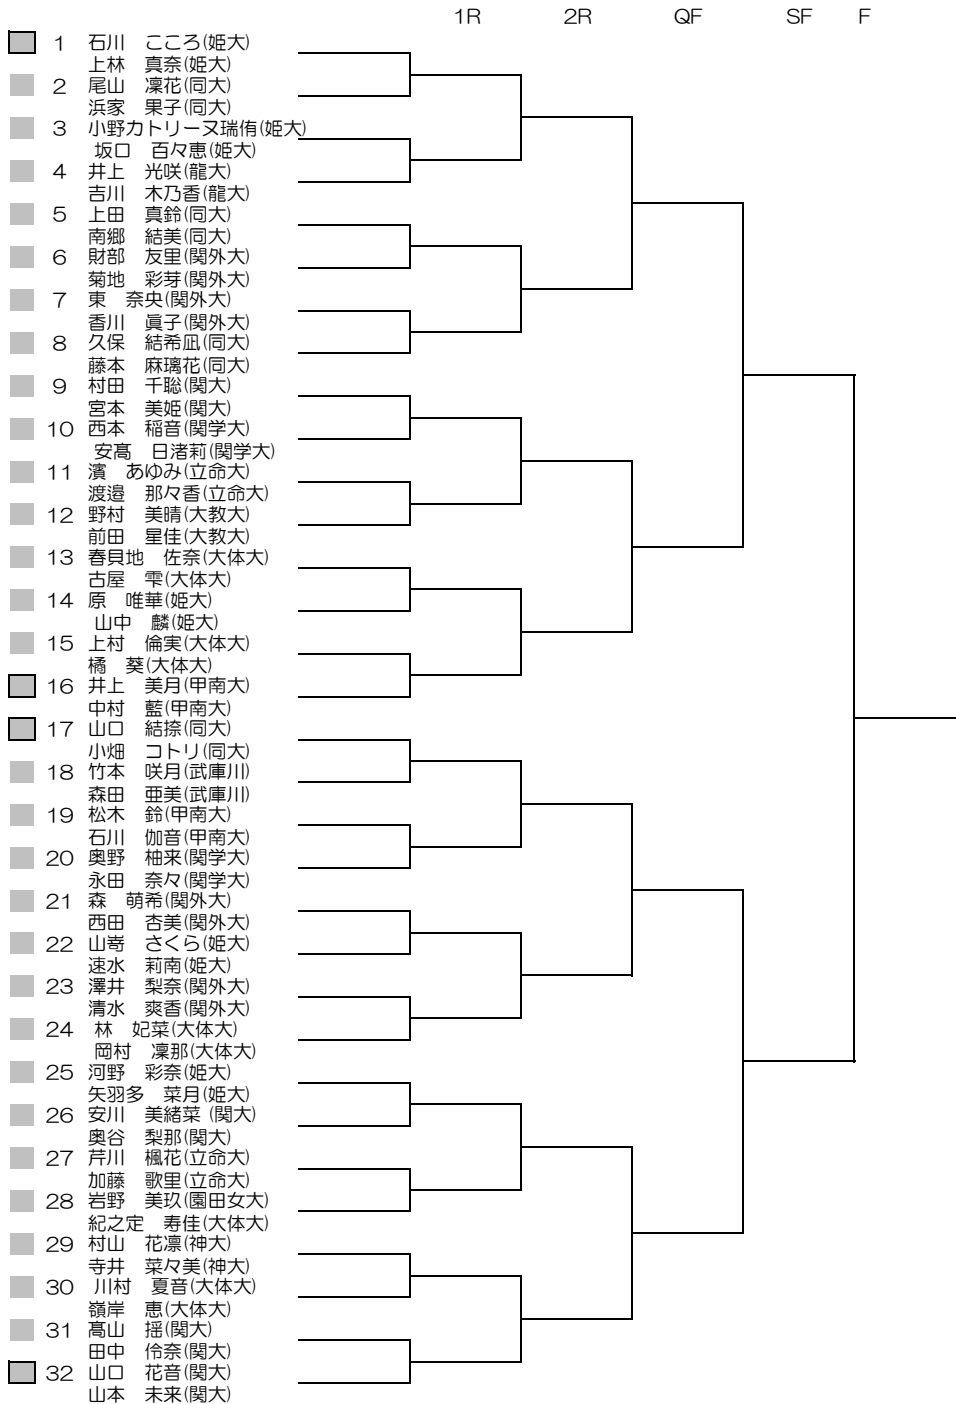 1R 2R QF SF F
1 石川 こころ(姫大)
上林 真奈(姫大)
2 尾山 凜花(同大)
浜家 果子(同大)
3 小野カトリーヌ瑞侑(姫大)
坂口 百々恵(姫大)
4 井上 光咲(龍大)
吉川 木乃香(龍大)
5 上田 真鈴(同大)
南郷 結美(同大)
6 財部 友里(関外大)
菊地 彩芽(関外大)
7 東 奈央(関外大)
香川 眞子(関外大)
8 久保 結希凪(同大)
藤本 麻璃花(同大)
9 村田 千聡(関大)
宮本 美姫(関大)
10 西本 稲音(関学大)
安髙 日渚莉(関学大)
11 濱 あゆみ(立命大)
渡邉 那々香(立命大)
12 野村 美晴(大教大)
前田 星佳(大教大)
13 春貝地 佐奈(大体大)
古屋 雫(大体大)
14 原 唯華(姫大)
山中 麟(姫大)
15 上村 倫実(大体大)
橘 葵(大体大)
16 井上 美月(甲南大)
中村 藍(甲南大)
17 山口 結捺(同大)
小畑 コトリ(同大)
18 竹本 咲月(武庫川)
森田 亜美(武庫川)
19 松木 鈴(甲南大)
石川 伽音(甲南大)
20 奥野 柚来(関学大)
永田 奈々(関学大)
21 森 萌希(関外大)
西田 杏美(関外大)
22 山嵜 さくら(姫大)
速水 莉南(姫大)
23 澤井 梨奈(関外大)
清水 爽香(関外大)
24 林 妃菜(大体大)
岡村 凜那(大体大)
25 河野 彩奈(姫大)
矢羽多 菜月(姫大)
26 安川 美緒菜 (関大)
奥谷 梨那(関大)
27 芹川 楓花(立命大)
加藤 歌里(立命大)
28 岩野 美玖(園田女大)
紀之定 寿佳(大体大)
29 村山 花凛(神大)
寺井 菜々美(神大)
30 川村 夏音(大体大)
嶺岸 恵(大体大)
31 髙山 揺(関大)
田中 伶奈(関大)
32 山口 花音(関大)
山本 未来(関大)